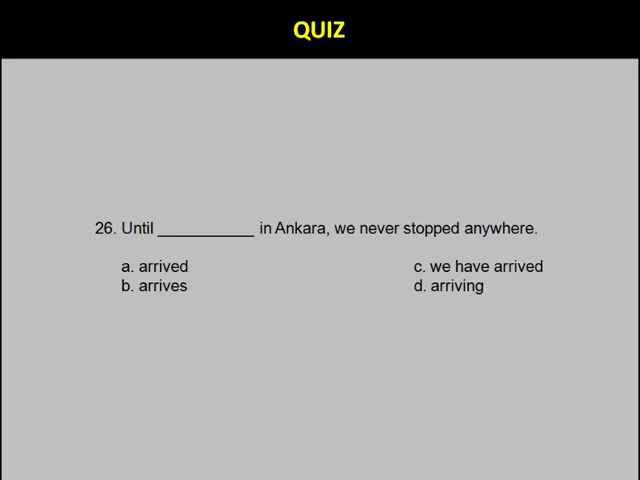 QUIZ
26. Until ___________ in Ankara, we never stopped anywhere.
a. arrived
c. we have arrived
b. arrives
d. arriving